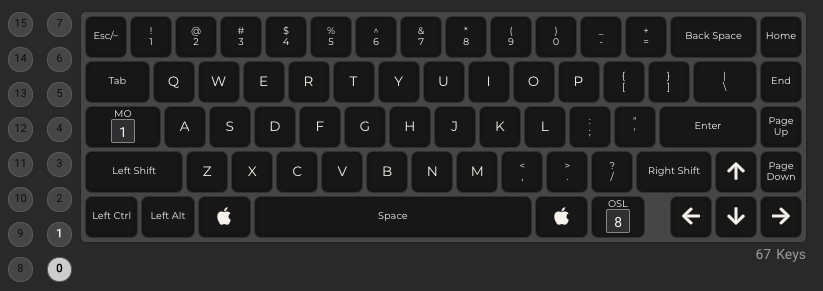 15 7
14 6
13 5
12 4
11 3
10 2
9 1
8 0
Esc/~ ! 1 @ 2 # 3 $ 4 % 5 ^ 6 & 7 * 8 ( 9 ) 0 _ - + = Back Space Home
Tab Q W E R T Y U I O P { [ } ] | \ End
MO 1 A S D F G H J K L : ; " ' Enter Page Up
Left Shift Z X C V B N M < , > . ? / Right Shift ↑ Page Down
Left Ctrl Left Alt Space OSL 8 ← ↓ →
67 Keys